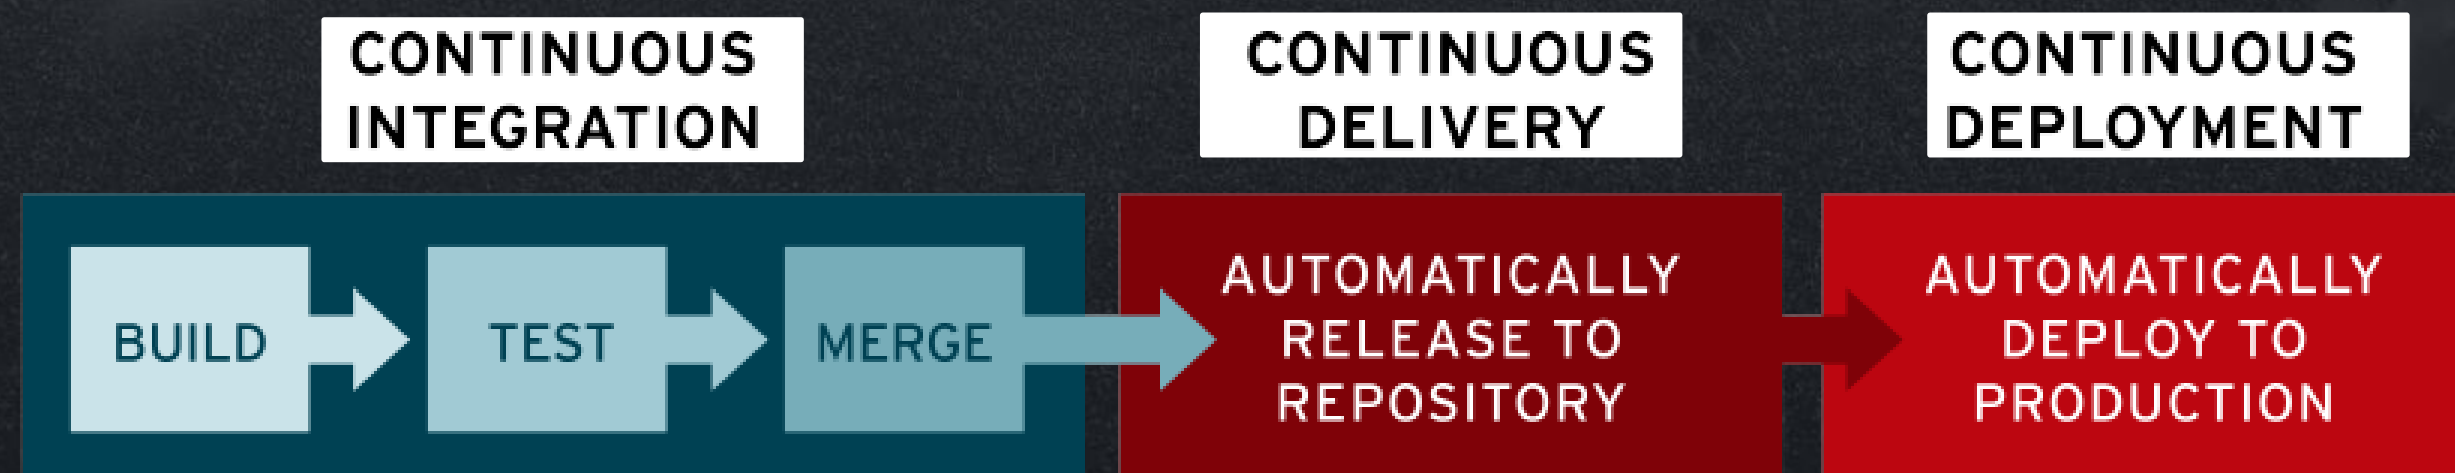 CONTINUOUS
INTEGRATION
CONTINUOUS
DELIVERY
CONTINUOUS
DEPLOYMENT
BUILD
TEST
MERGE
AUTOMATICALLY
RELEASE TO
REPOSITORY
AUTOMATICALLY
DEPLOY TO
PRODUCTION